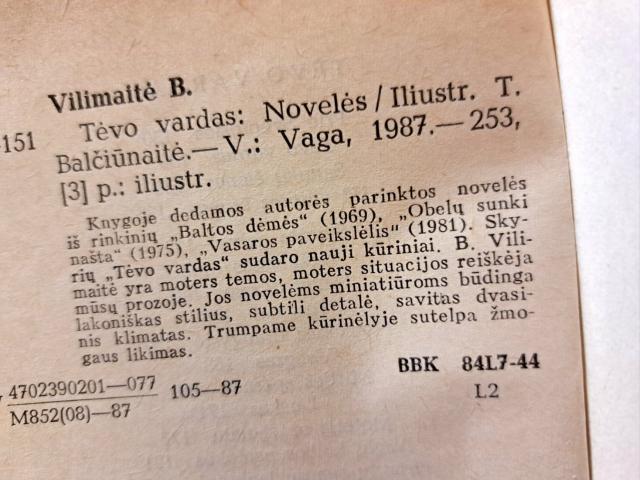 Vilimaitė B.
-151 Tėvo vardas: Novelės / Iliustr. T.
Balčiūnaitė.— V.: Vaga, 1987.— 253,
[3] p.: iliustr.
Knygoje dedamos autorės parinktos novelės
iš rinkinių „Baltos dėmės“ (1969), „Obelų sunki
našta“ (1975), „Vasaros paveikslėlis“ (1981). Sky-
rių „Tėvo vardas“ sudaro nauji kūriniai. B. Vili-
maitė yra moters temos, moters situacijos reiškėja
mūsų prozoje. Jos novelėms miniatiūroms būdinga
lakoniškas stilius, subtili detalė, savitas dvasi-
nis klimatas. Trumpame kūrinėlyje sutelpa žmo-
gaus likimas.
BBK 84L7-44
4702390201—077 105—87
M852(08)—87
L2